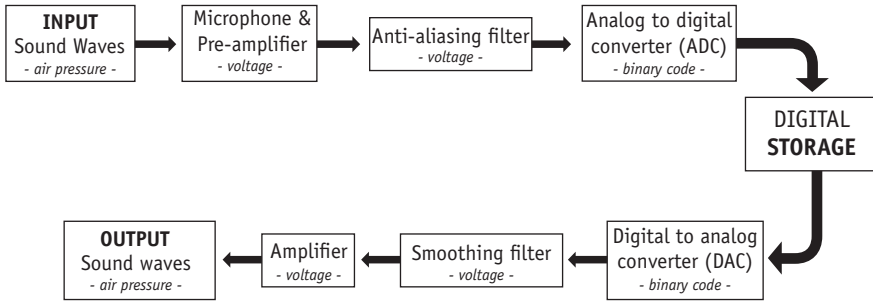 INPUT
Sound Waves
- air pressure -
Microphone &
Pre-amplifier
- voltage -
Anti-aliasing filter
- voltage -
Analog to digital
converter (ADC)
- binary code -
DIGITAL
STORAGE
Digital to analog
converter (DAC)
- binary code -
Smoothing filter
- voltage -
Amplifier
- voltage -
OUTPUT
Sound waves
- air pressure -